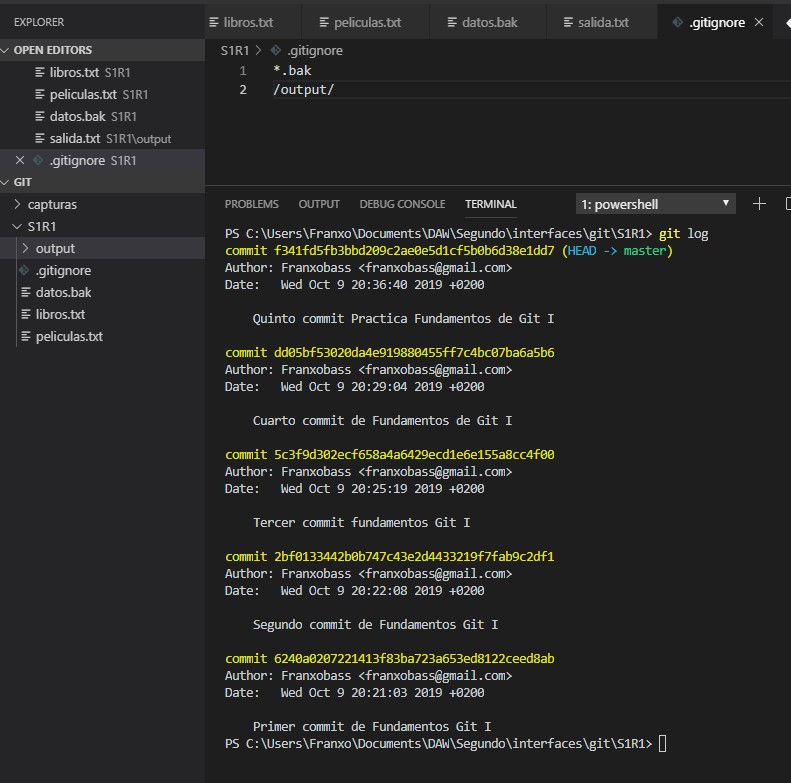 EXPLORER
OPEN EDITORS
libros.txt S1R1
peliculas.txt S1R1
datos.bak S1R1
salida.txt S1R1\output
.gitignore S1R1
GIT
capturas
S1R1
output
.gitignore
datos.bak
libros.txt
peliculas.txt
libros.txt peliculas.txt datos.bak salida.txt .gitignore
S1R1 > .gitignore
1 *.bak
2 /output/
PROBLEMS OUTPUT DEBUG CONSOLE TERMINAL 1: powershell
PS C:\Users\Franxo\Documents\DAW\Segundo\interfaces\git\S1R1> git log
commit f341fd5fb3bbd209c2ae0e5d1cf5b0b6d38e1dd7 (HEAD -> master)
Author: Franxobass <franxobass@gmail.com>
Date:   Wed Oct 9 20:36:40 2019 +0200
Quinto commit Practica Fundamentos de Git I
commit dd05bf53020da4e919880455ff7c4bc07ba6a5b6
Author: Franxobass <franxobass@gmail.com>
Date:   Wed Oct 9 20:29:04 2019 +0200
Cuarto commit de Fundamentos de Git I
commit 5c3f9d302ecf658a4a6429ecd1e6e155a8cc4f00
Author: Franxobass <franxobass@gmail.com>
Date:   Wed Oct 9 20:25:19 2019 +0200
Tercer commit fundamentos Git I
commit 2bf0133442b0b747c43e2d4433219f7fab9c2df1
Author: Franxobass <franxobass@gmail.com>
Date:   Wed Oct 9 20:22:08 2019 +0200
Segundo commit de Fundamentos Git I
commit 6240a0207221413f83ba723a653ed8122ceed8ab
Author: Franxobass <franxobass@gmail.com>
Date:   Wed Oct 9 20:21:03 2019 +0200
Primer commit de Fundamentos Git I
PS C:\Users\Franxo\Documents\DAW\Segundo\interfaces\git\S1R1>